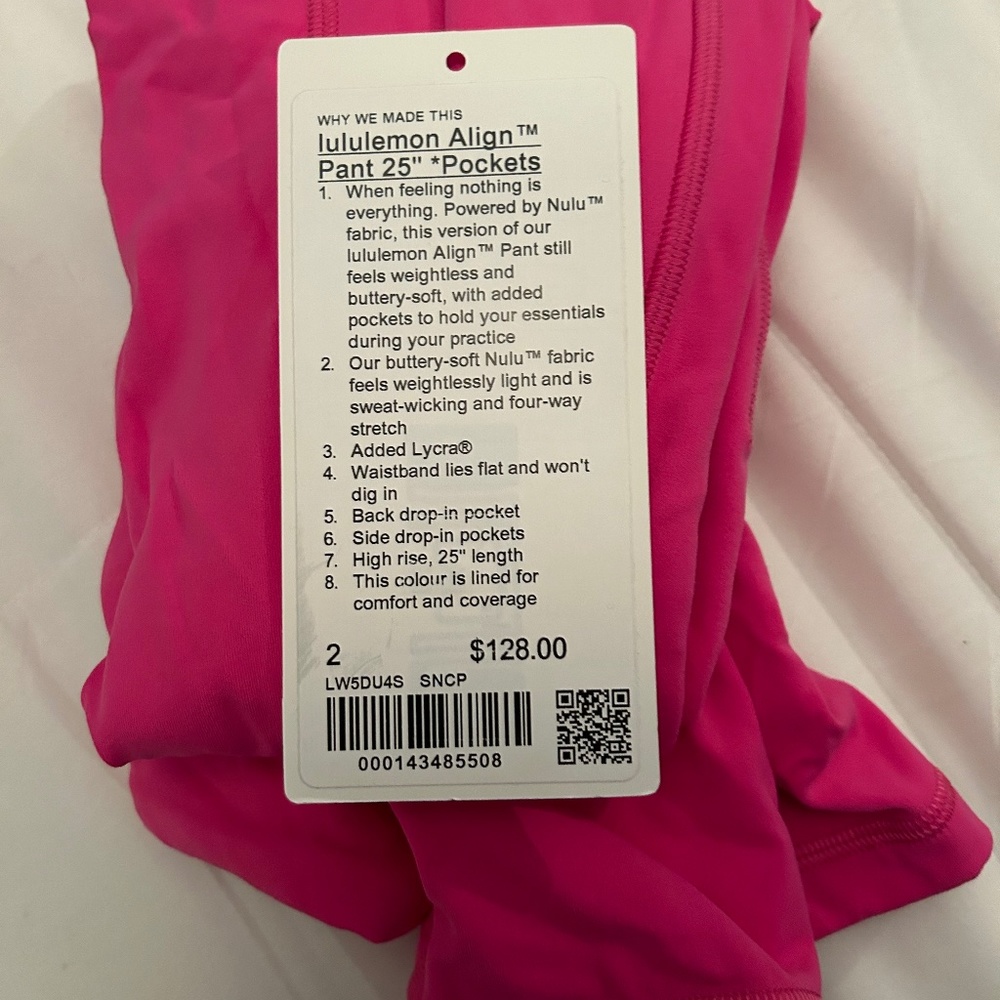 WHY WE MADE THIS
lululemon Align™
Pant 25" *Pockets
1. When feeling nothing is
everything. Powered by Nulu™
fabric, this version of our
lululemon Align™ Pant still
feels weightless and
buttery-soft, with added
pockets to hold your essentials
during your practice
2. Our buttery-soft Nulu™ fabric
feels weightlessly light and is
sweat-wicking and four-way
stretch
3. Added Lycra®
4. Waistband lies flat and won't
dig in
5. Back drop-in pocket
6. Side drop-in pockets
7. High rise, 25" length
8. This colour is lined for
comfort and coverage
2 $128.00
LW5DU4S SNCP
000143485508